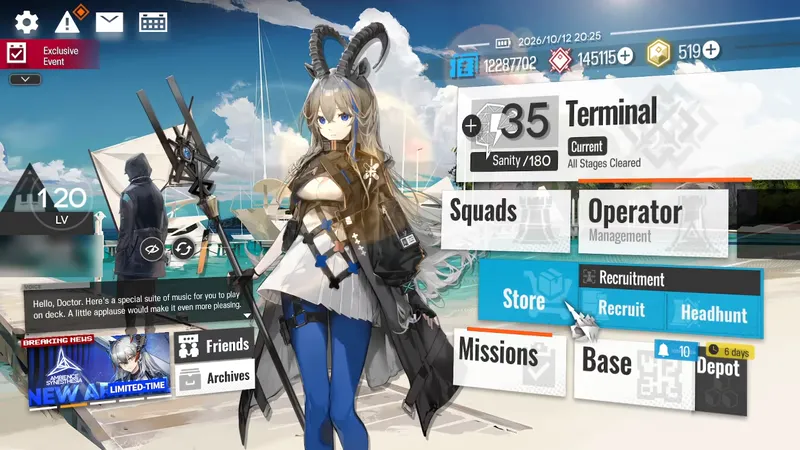 2026/10/12 20:25
Exclusive
Event
12287702
145115
519
35
Sanity /180
Terminal
Current
All Stages Cleared
120
LV
Squads
Operator
Management
Hello, Doctor. Here's a special suite of music for you to play
on deck. A little applause would make it even more pleasing.
Store
Recruitment
Recruit
Headhunt
BREAKING NEWS
AMBIENCE
SYNESTHESIA
LIMITED-TIME
Friends
Archives
Missions
Base
10
6 days
Depot